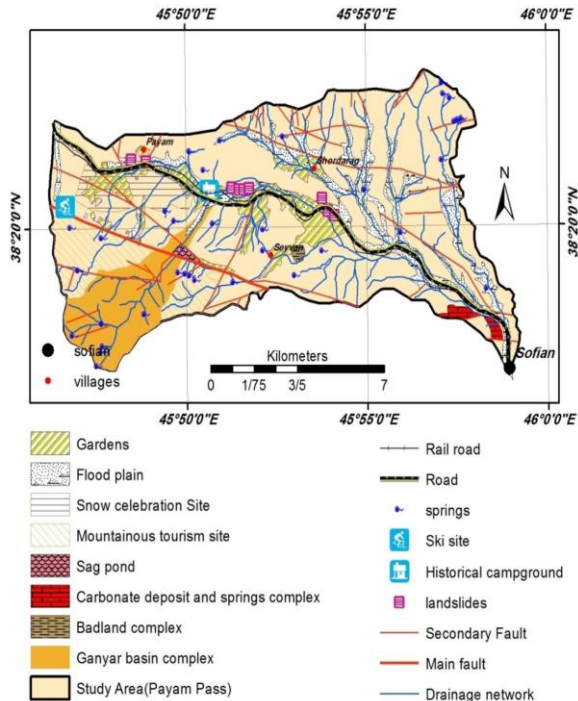 45°50'0"E 45°55'0"E 46°0'0"E
Payam
Shordarag
N
38°20'0"N
38°20'0"N
Seyvan
sofian
Kilometers
Sofian
villages
0 1/75 3/5 7
45°50'0"E 45°55'0"E 46°0'0"E
Gardens
Flood plain
Snow celebration Site
Mountainous tourism site
Sag pond
Carbonate deposit and springs complex
Badland complex
Ganyar basin complex
Study Area(Payam Pass)
Rail road
Road
springs
Ski site
Historical campground
landslides
Secondary Fault
Main fault
Drainage network